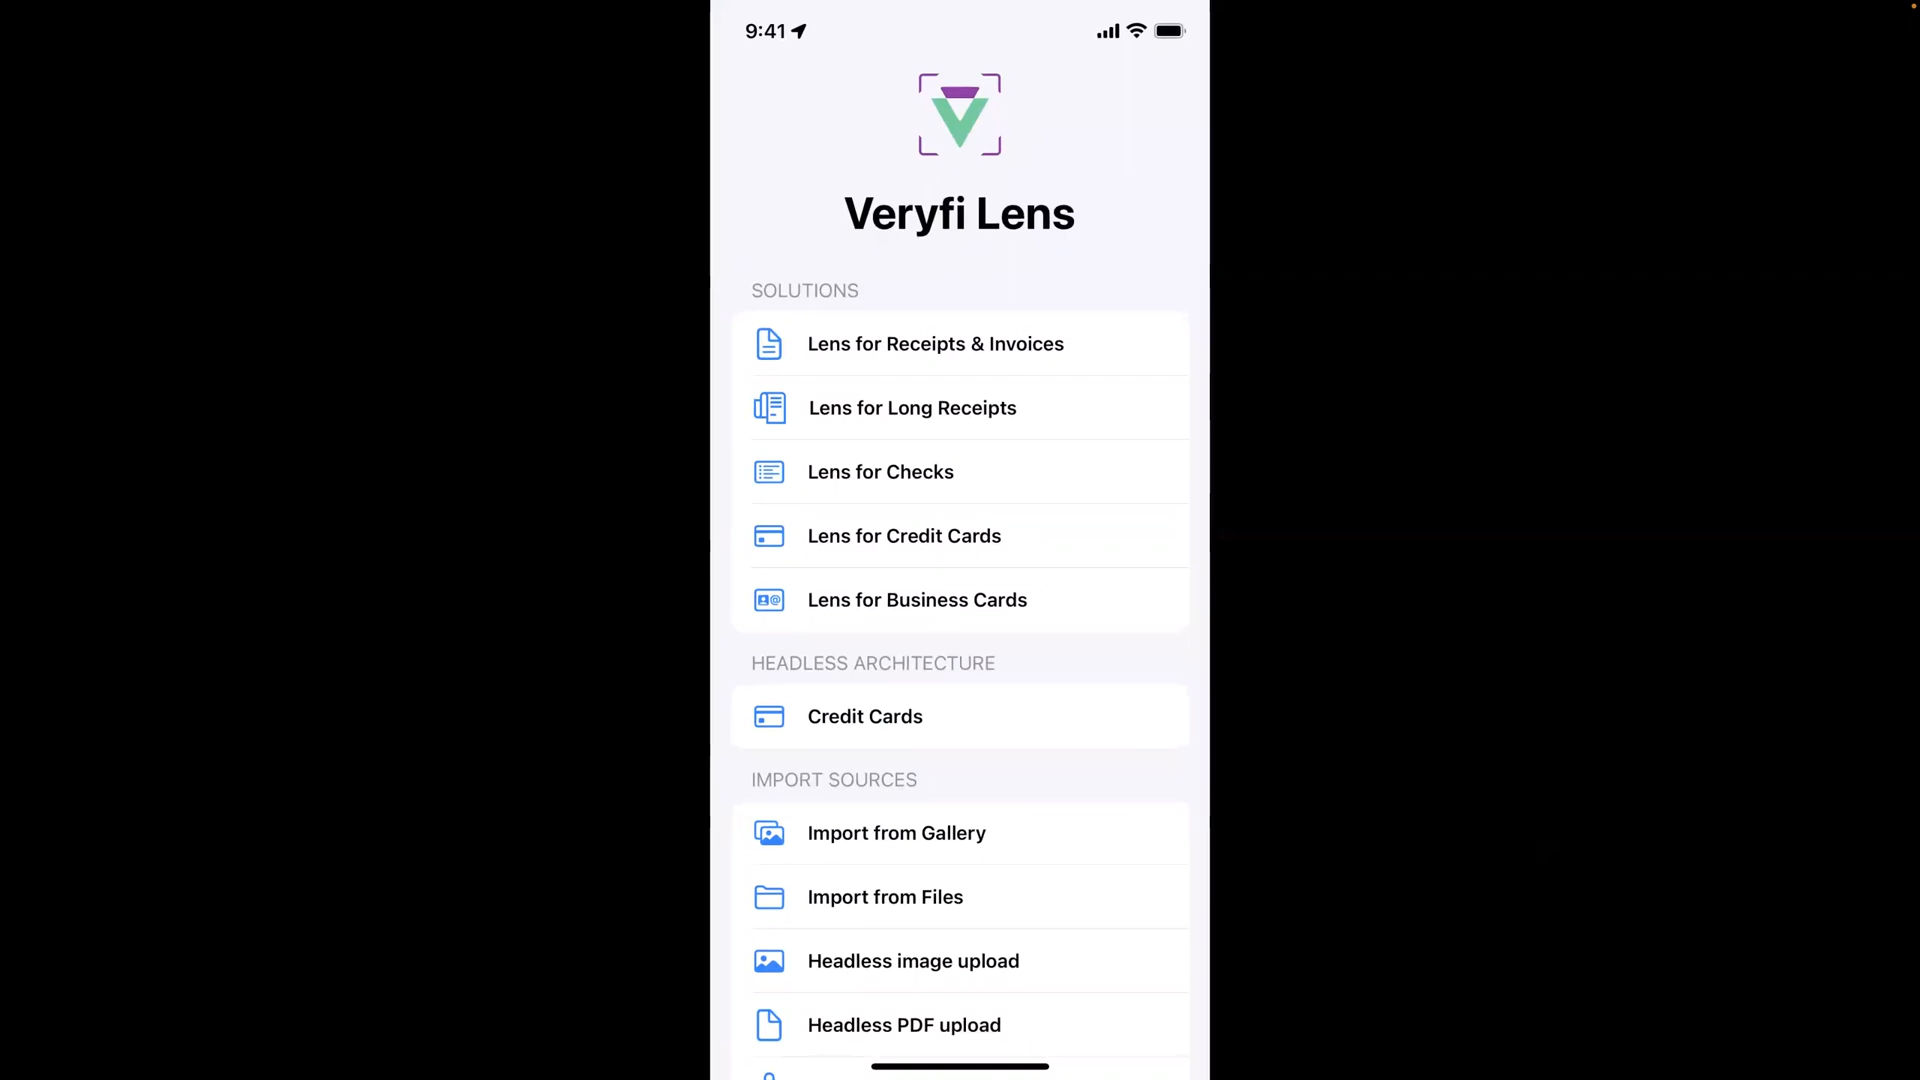 9:41
Veryfi Lens
SOLUTIONS
Lens for Receipts & Invoices
Lens for Long Receipts
Lens for Checks
Lens for Credit Cards
Lens for Business Cards
HEADLESS ARCHITECTURE
Credit Cards
IMPORT SOURCES
Import from Gallery
Import from Files
Headless image upload
Headless PDF upload